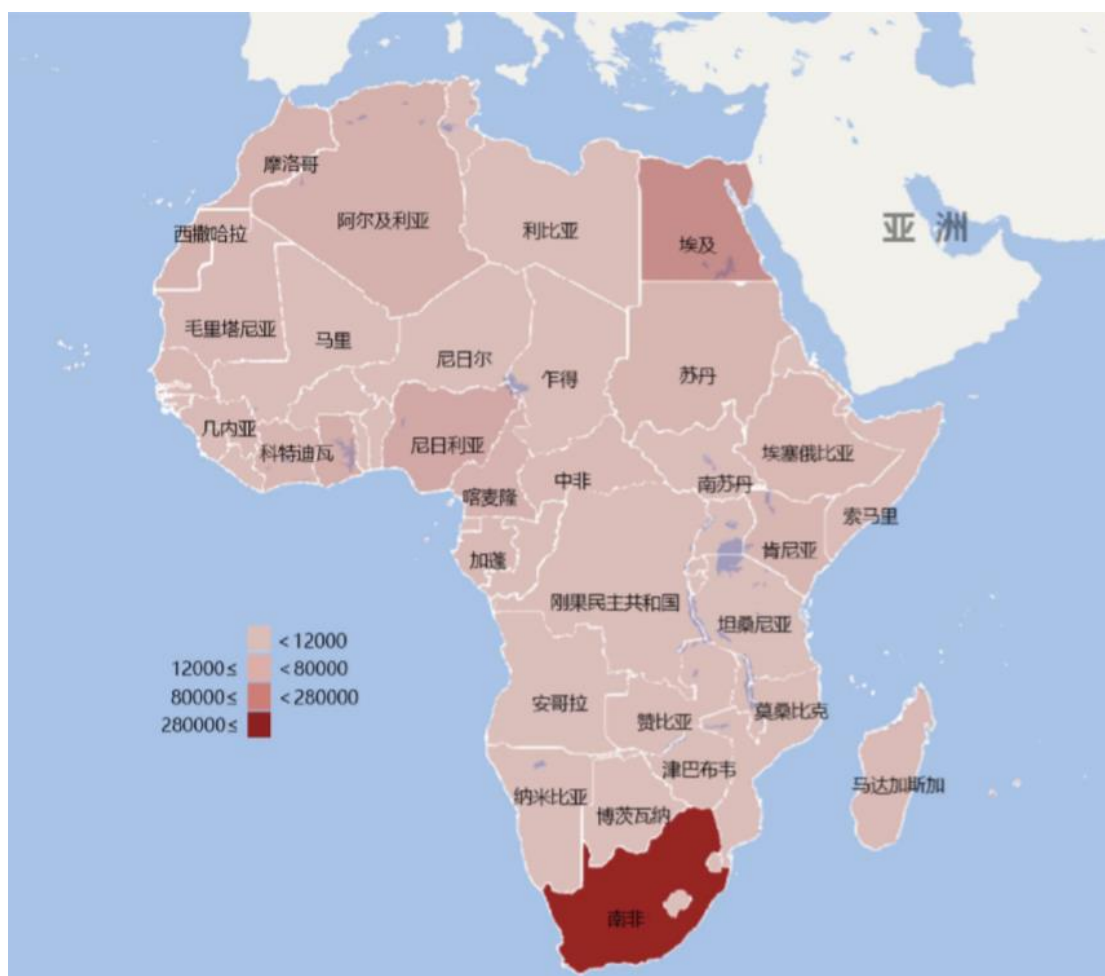 摩洛哥
阿尔及利亚
利比亚
埃及
亚洲
西撒哈拉
毛里塔尼亚
马里
尼日尔
乍得
苏丹
几内亚
科特迪瓦
尼日利亚
中非
南苏丹
埃塞俄比亚
喀麦隆
索马里
加蓬
肯尼亚
刚果民主共和国
坦桑尼亚
<12000
12000≤ <80000
80000≤ <280000
280000≤
安哥拉
赞比亚
莫桑比克
津巴布韦
纳米比亚
博茨瓦纳
马达加斯加
南非